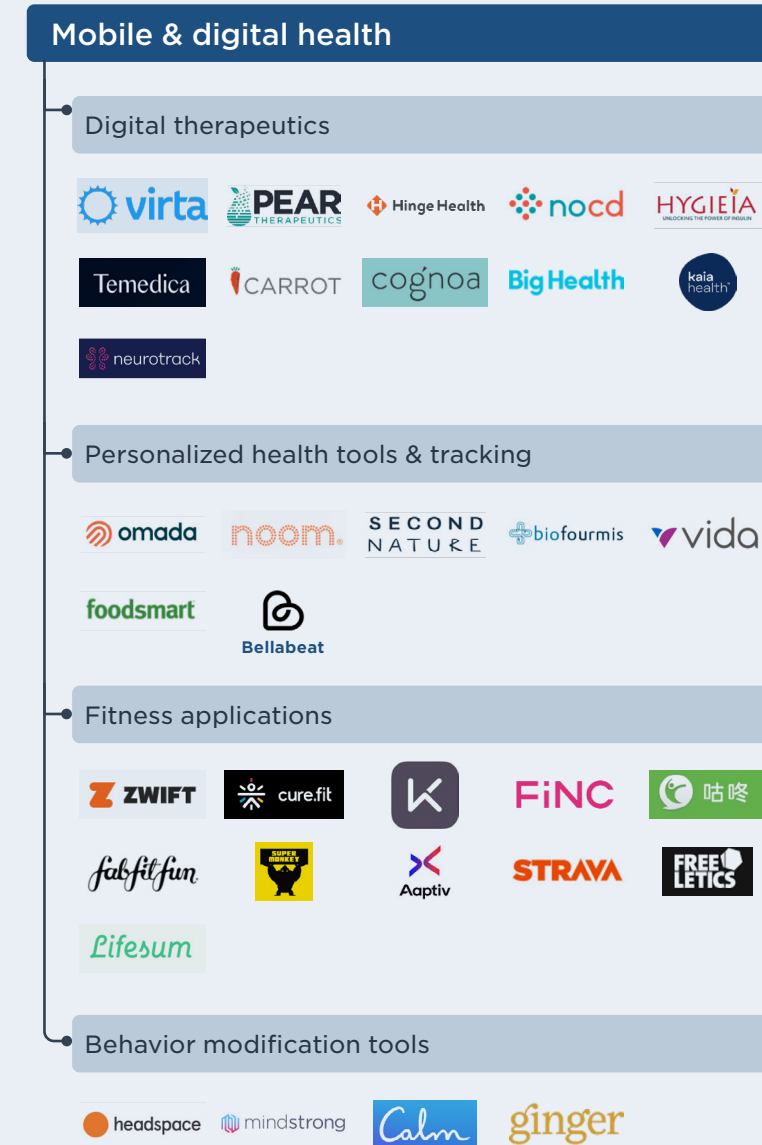 Mobile & digital health
Digital therapeutics
virta
PEAR
THERAPEUTICS
Hinge Health
nocd
HYGIEIA
UNLOCKING THE POWER OF INSULIN
Temedica
CARROT
cognoa
Big Health
kaia
health
neurotrack
Personalized health tools & tracking
omada
noom.
SECOND
NATURE
biofourmis
vida
foodsmart
Bellabeat
Fitness applications
ZWIFT
cure.fit
K
FiNC
咕咚
fabfitfun
SUPER
MONKEY
Aaptiv
STRAVA
FREE
LETICS
Lifesum
Behavior modification tools
headspace
mindstrong
Calm
ginger